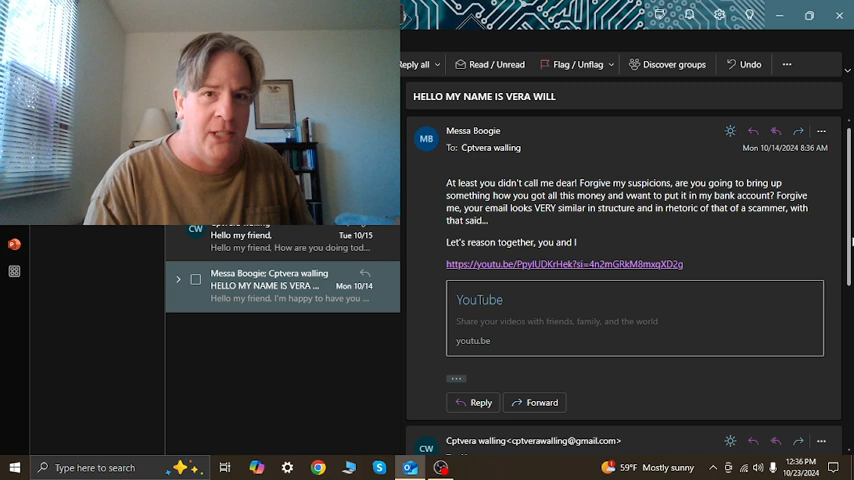 Reply all
Read / Unread
Flag / Unflag
Discover groups
Undo
HELLO MY NAME IS VERA WILL
MB
Messa Boogie
To: Cptvera walling
Mon 10/14/2024 8:36 AM
At least you didn't call me dear! Forgive my suspicions, are you going to bring up
something how you got all this money and vwant to put it in my bank account? Forgive
me, your email looks VERY similar in structure and in rhetoric of that of a scammer, with
that said...
Let's reason together, you and I
https://youtu.be/PpyIUDKrHek?si=4n2mGRkM8mxqXD2g
YouTube
Share your videos with friends, family, and the world
youtu.be
Reply
Forward
CW
Cptvera walling<cptverawalling@gmail.com>
CW
Cptvera walling
Hello my friend,
Tue 10/15
Hello my friend, How are you doing tod...
Messa Boogie; Cptvera walling
HELLO MY NAME IS VERA ...
Mon 10/14
Hello my friend, I'm happy to have you ...
Type here to search
59°F Mostly sunny
12:36 PM
10/23/2024